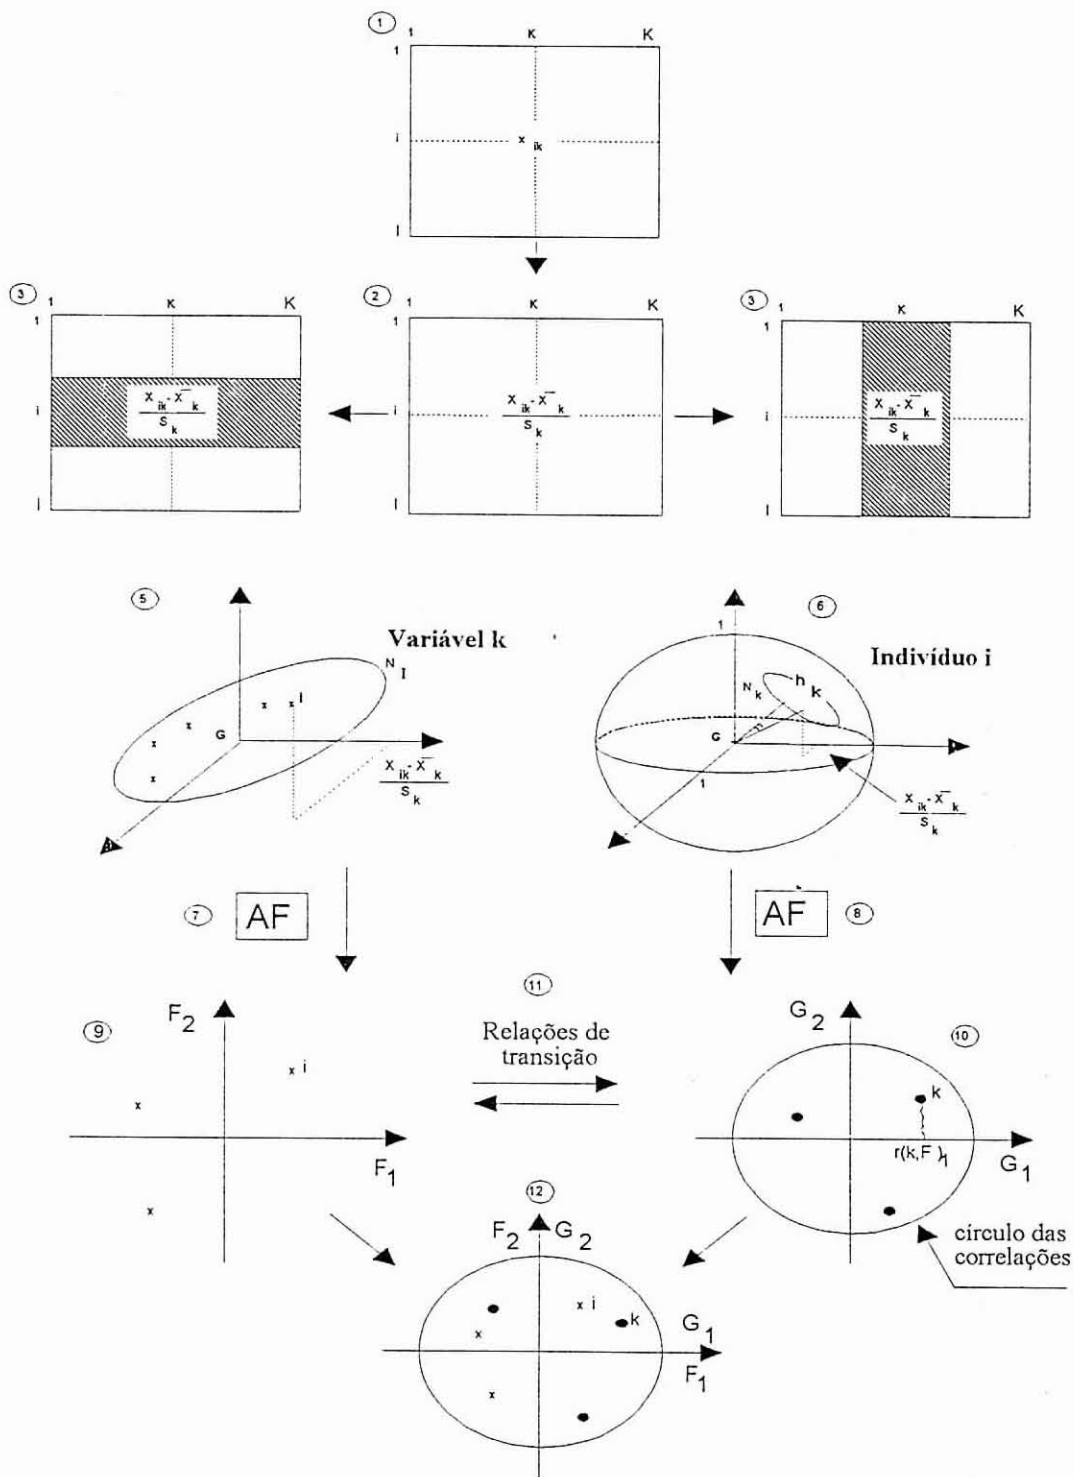 1
1 K K
1
i
x ik
I
3
1 K K
1
i
X ik - X̄ k
S k
I
2
1 K K
1
i
X ik - X̄ k
S k
I
3
1 K K
1
i
X ik - X̄ k
S k
I
5
Variável k
N I
i
G
X ik - X̄ k
S k
6
1
Indivíduo i
N k
h k
G
1
X ik - X̄ k
S k
7
AF
AF
8
9
F 2
x i
F 1
11
Relações de
transição
10
G 2
k
r(k,F ) 1
G 1
12
F 2 G 2
x i
k
G 1
F 1
círculo das
correlações